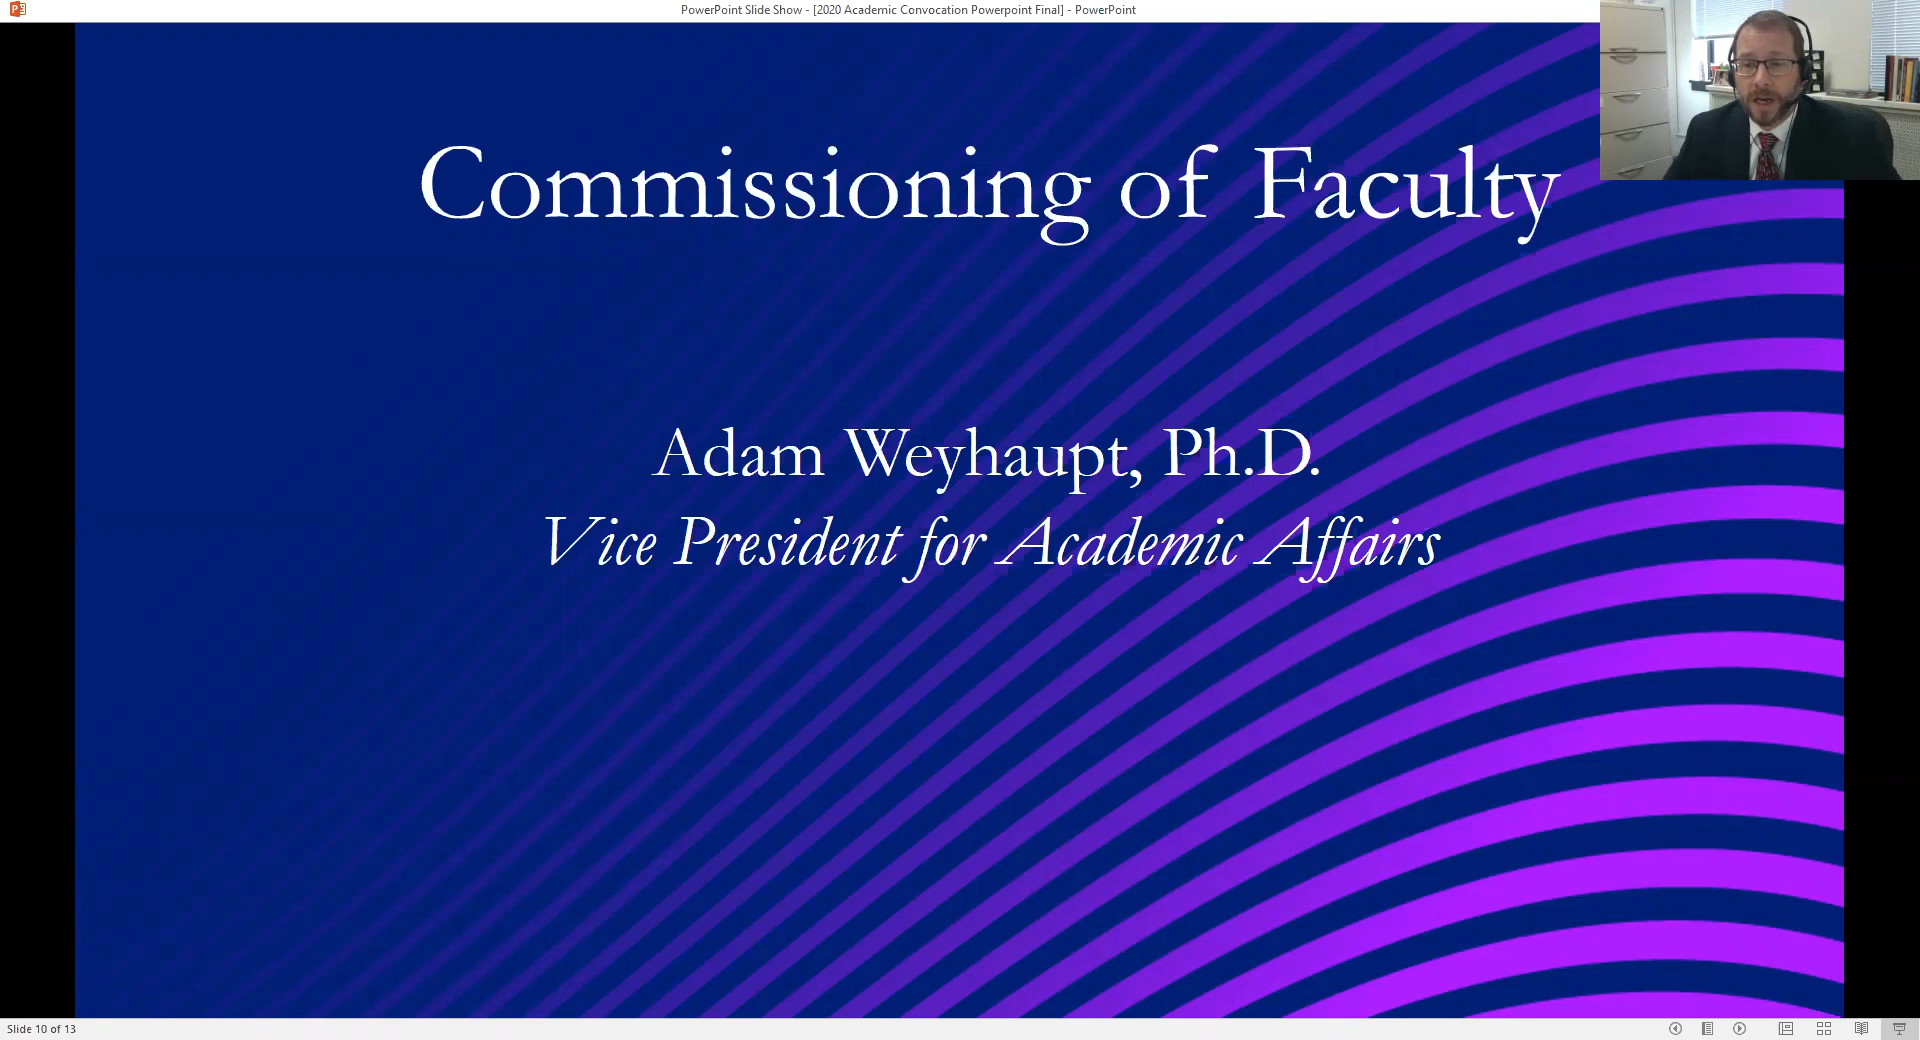 PowerPoint Slide Show - [2020 Academic Convocation Powerpoint Final] - PowerPoint
Commissioning of Faculty
Adam Weyhaupt, Ph.D.
Vice President for Academic Affairs
Slide 10 of 13